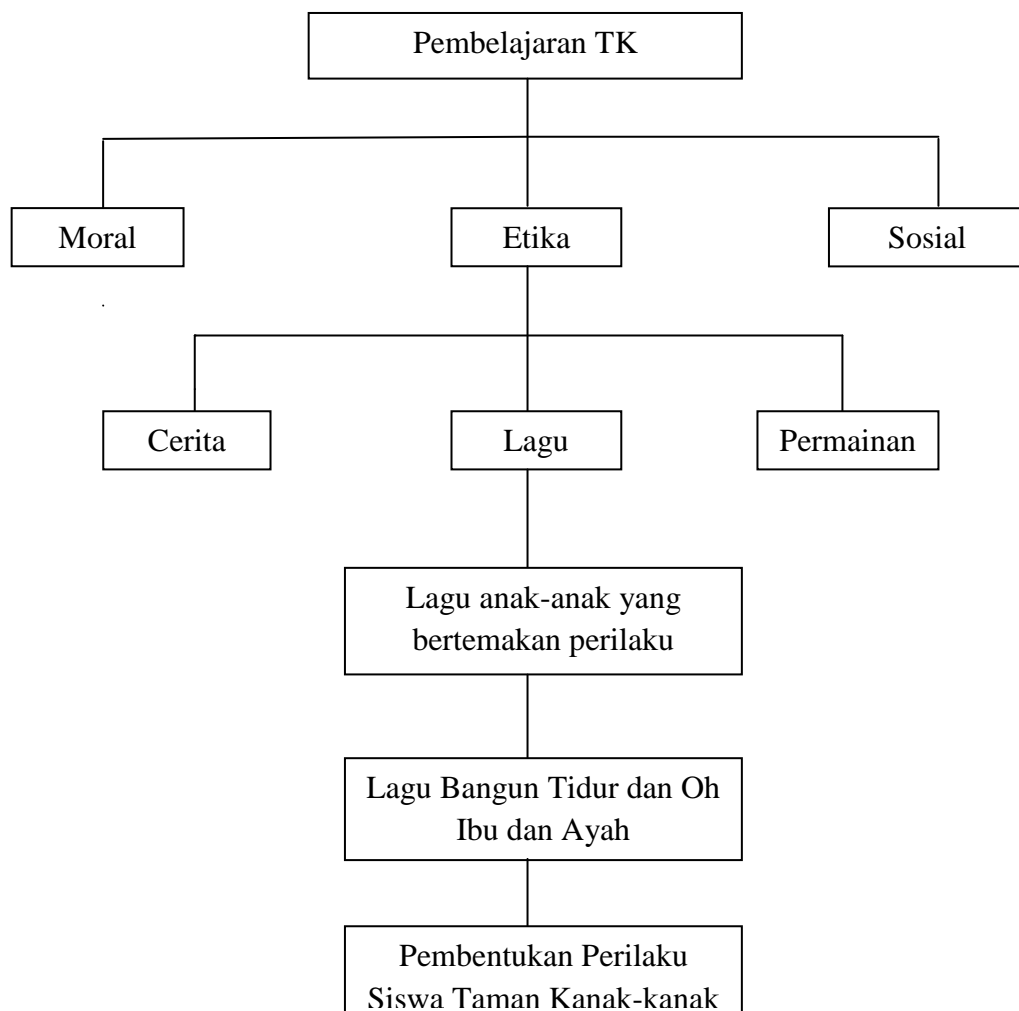 Pembelajaran TK
Moral
Etika
Sosial
Cerita
Lagu
Permainan
Lagu anak-anak yang
bertemakan perilaku
Lagu Bangun Tidur dan Oh
Ibu dan Ayah
Pembentukan Perilaku
Siswa Taman Kanak-kanak